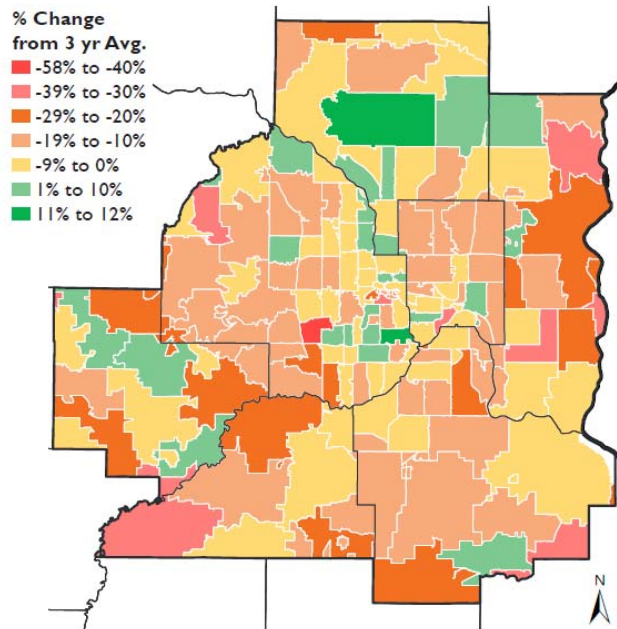 % Change
from 3 yr Avg.
-58% to -40%
-39% to -30%
-29% to -20%
-19% to -10%
-9% to 0%
1% to 10%
11% to 12%
N